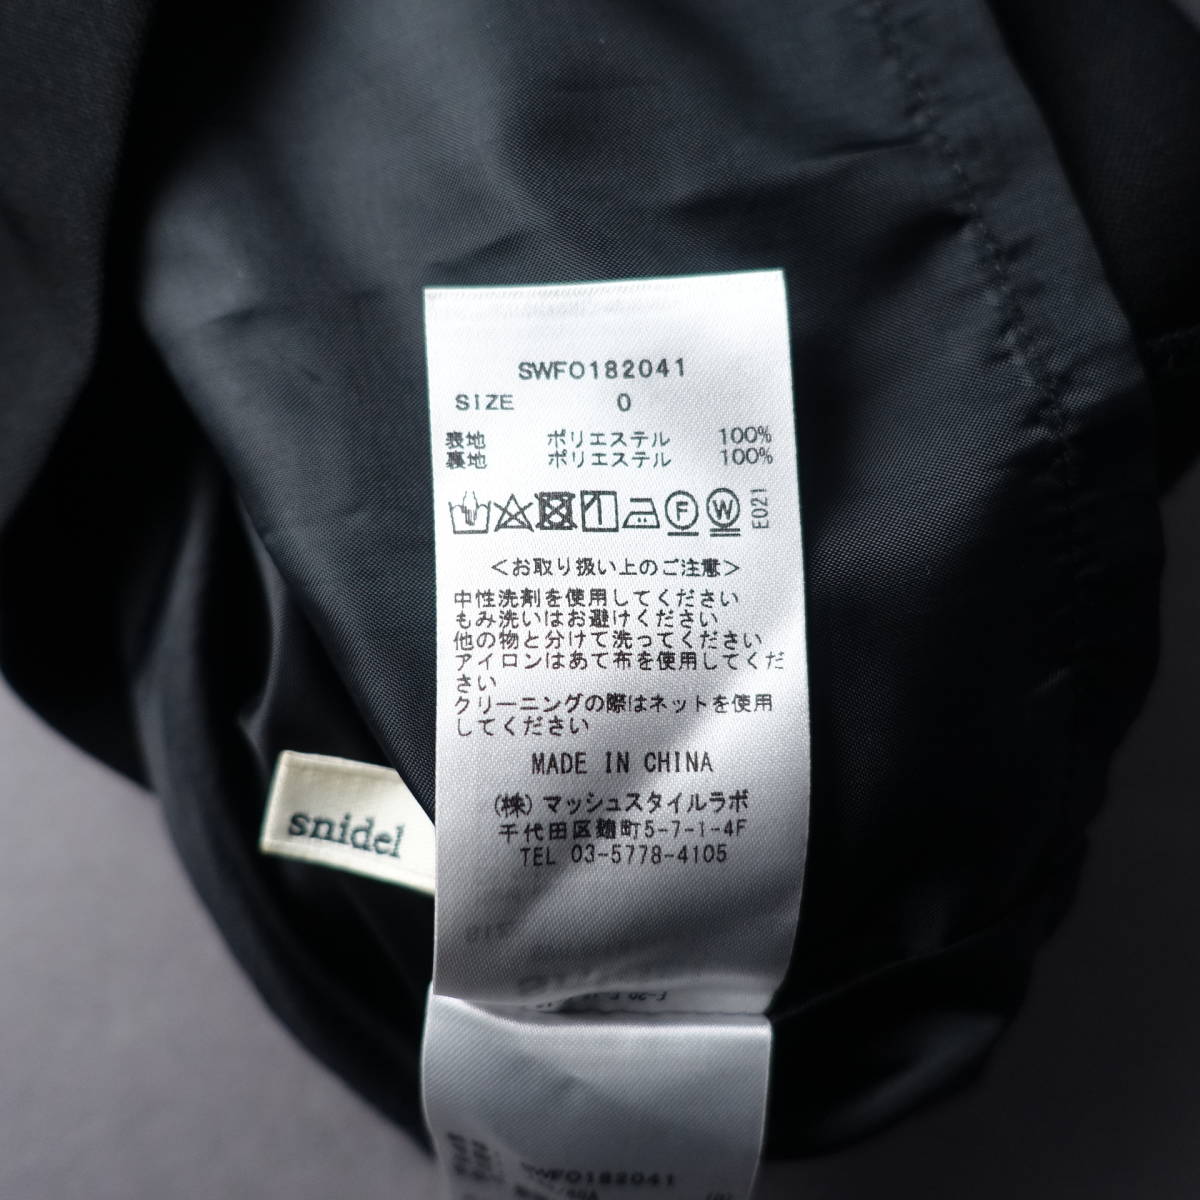 SWFO182041
SIZE 0
表地 ポリエステル 100%
裏地 ポリエステル 100%
F W E021
<お取り扱い上のご注意>
中性洗剤を使用してください
もみ洗いはお避けください
他の物と分けて洗ってください
アイロンはあて布を使用してくだ
さい
クリーニングの際はネットを使用
してください
MADE IN CHINA
(株)マッシュスタイルラボ
千代田区麹町5-7-1-4F
TEL 03-5778-4105
snidel
SWFO182041